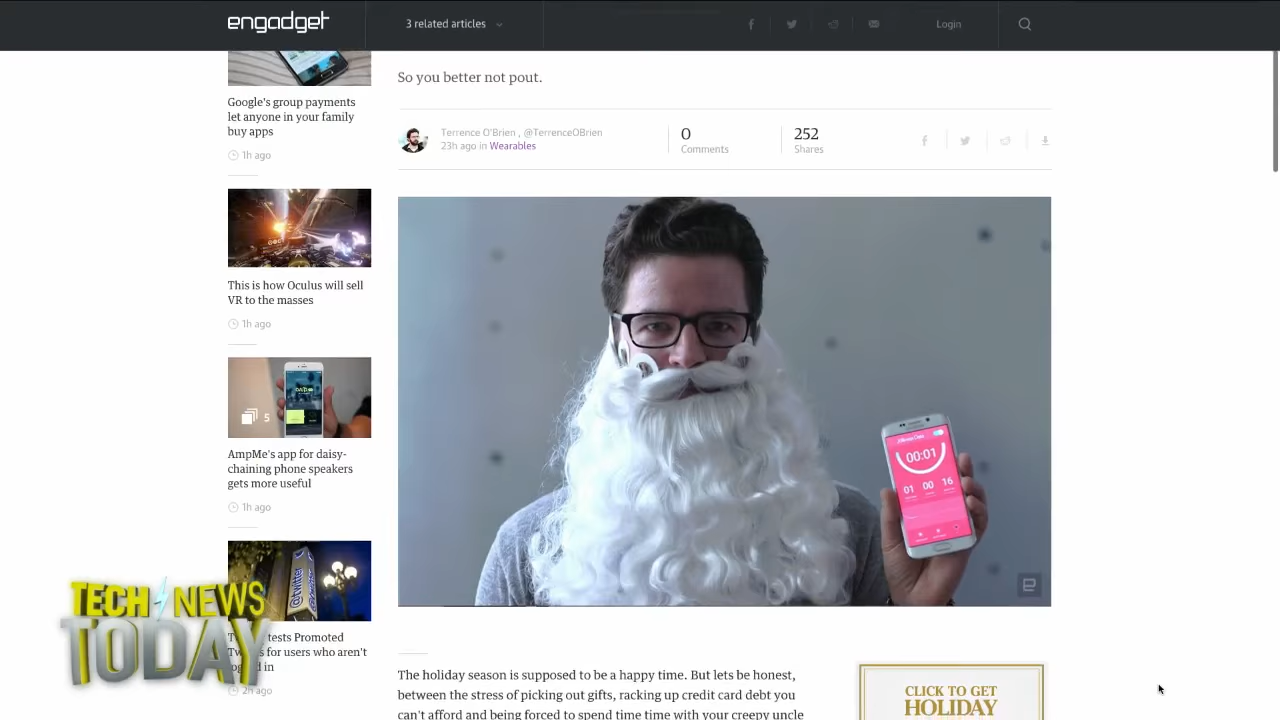 engadget
3 related articles
Login
So you better not pout.
Terrence O'Brien , @TerrenceOBrien
23h ago in Wearables
0
Comments
252
Shares
Google's group payments
let anyone in your family
buy apps
1h ago
This is how Oculus will sell
VR to the masses
1h ago
5
AmpMe's app for daisy-
chaining phone speakers
gets more useful
1h ago
@twitter
tests Promoted
for users who aren't
in
2h ago
00:01
01 00 16
TECH NEWS
TODAY
The holiday season is supposed to be a happy time. But lets be honest,
between the stress of picking out gifts, racking up credit card debt you
can't afford and being forced to spend time time with your creepy uncle
CLICK TO GET
HOLIDAY